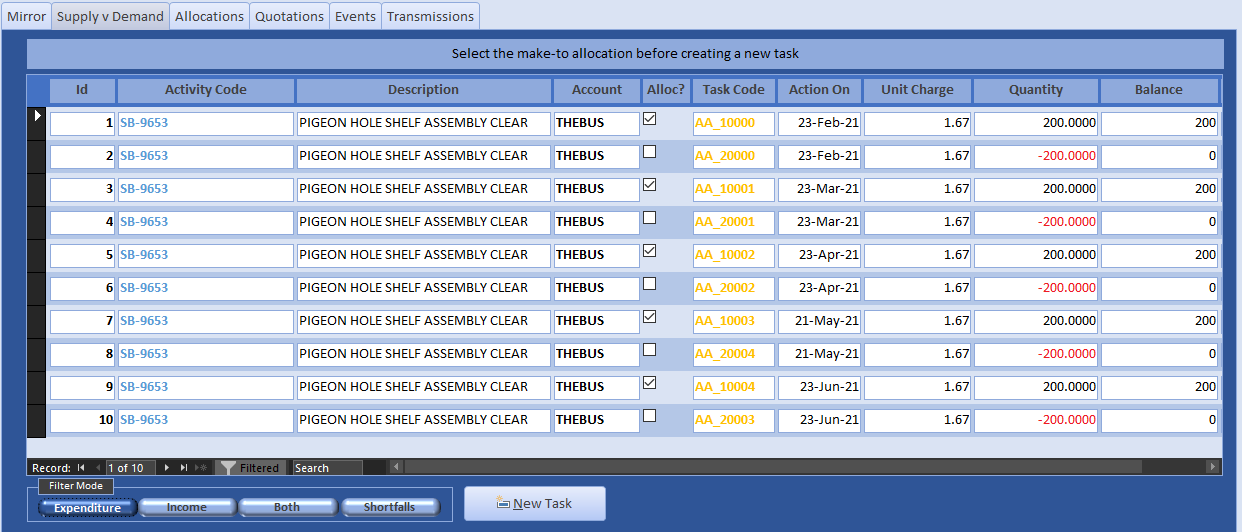 Mirror Supply v Demand Allocations Quotations Events Transmissions
Select the make-to allocation before creating a new task
Id Activity Code Description Account Alloc? Task Code Action On Unit Charge Quantity Balance
1 SB-9653 PIGEON HOLE SHELF ASSEMBLY CLEAR THEBUS AA_10000 23-Feb-21 1.67 200.0000 200
2 SB-9653 PIGEON HOLE SHELF ASSEMBLY CLEAR THEBUS AA_20000 23-Feb-21 1.67 -200.0000 0
3 SB-9653 PIGEON HOLE SHELF ASSEMBLY CLEAR THEBUS AA_10001 23-Mar-21 1.67 200.0000 200
4 SB-9653 PIGEON HOLE SHELF ASSEMBLY CLEAR THEBUS AA_20001 23-Mar-21 1.67 -200.0000 0
5 SB-9653 PIGEON HOLE SHELF ASSEMBLY CLEAR THEBUS AA_10002 23-Apr-21 1.67 200.0000 200
6 SB-9653 PIGEON HOLE SHELF ASSEMBLY CLEAR THEBUS AA_20002 23-Apr-21 1.67 -200.0000 0
7 SB-9653 PIGEON HOLE SHELF ASSEMBLY CLEAR THEBUS AA_10003 21-May-21 1.67 200.0000 200
8 SB-9653 PIGEON HOLE SHELF ASSEMBLY CLEAR THEBUS AA_20004 21-May-21 1.67 -200.0000 0
9 SB-9653 PIGEON HOLE SHELF ASSEMBLY CLEAR THEBUS AA_10004 23-Jun-21 1.67 200.0000 200
10 SB-9653 PIGEON HOLE SHELF ASSEMBLY CLEAR THEBUS AA_20003 23-Jun-21 1.67 -200.0000 0
Record: 1 of 10 Filtered Search
Filter Mode
Expenditure Income Both Shortfalls New Task